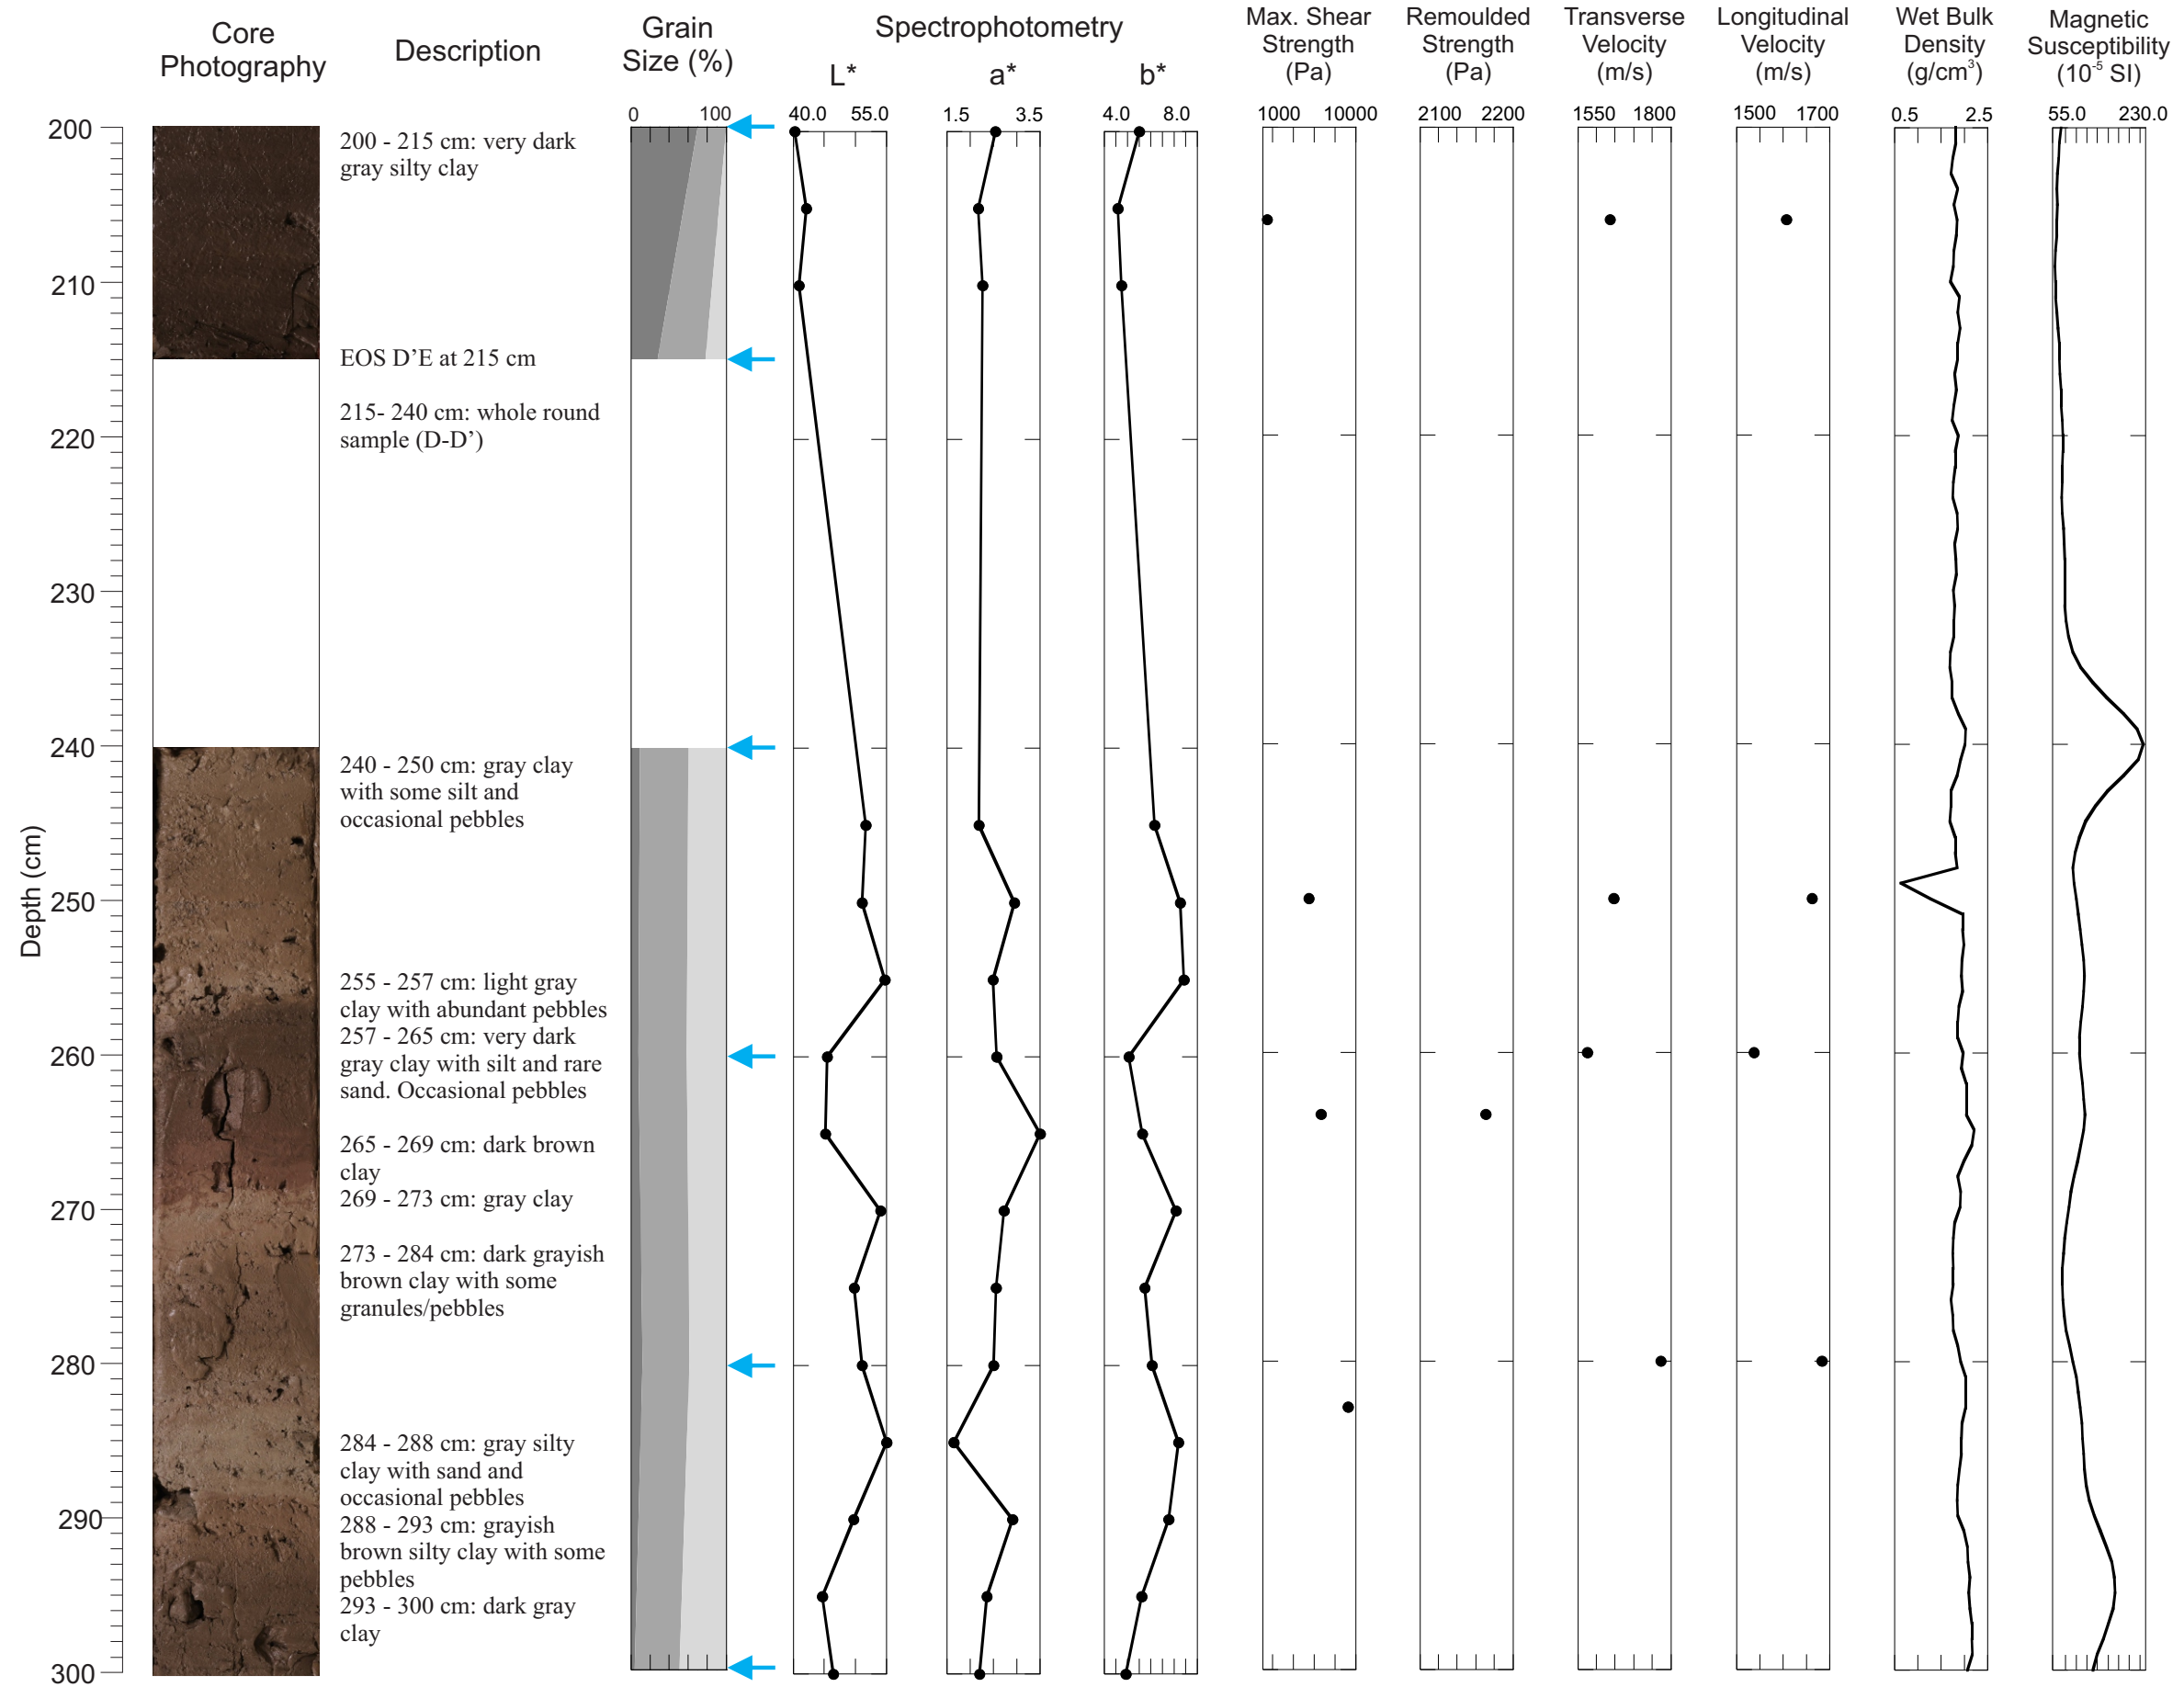 Core
Photography
Description
Grain
Size (%)
Spectrophotometry
L*
a*
b*
Max. Shear
Strength
(Pa)
Remoulded
Strength
(Pa)
Transverse
Velocity
(m/s)
Longitudinal
Velocity
(m/s)
Wet Bulk
Density
(g/cm³)
Magnetic
Susceptibility
(10⁻⁵ SI)
0 100
40.0 55.0
1.5 3.5
4.0 8.0
1000 10000
2100 2200
1550 1800
1500 1700
0.5 2.5
55.0 230.0
Depth (cm)
200
210
220
230
240
250
260
270
280
290
300
200 - 215 cm: very dark
gray silty clay
EOS D’E at 215 cm
215- 240 cm: whole round
sample (D-D’)
240 - 250 cm: gray clay
with some silt and
occasional pebbles
255 - 257 cm: light gray
clay with abundant pebbles
257 - 265 cm: very dark
gray clay with silt and rare
sand. Occasional pebbles
265 - 269 cm: dark brown
clay
269 - 273 cm: gray clay
273 - 284 cm: dark grayish
brown clay with some
granules/pebbles
284 - 288 cm: gray silty
clay with sand and
occasional pebbles
288 - 293 cm: grayish
brown silty clay with some
pebbles
293 - 300 cm: dark gray
clay